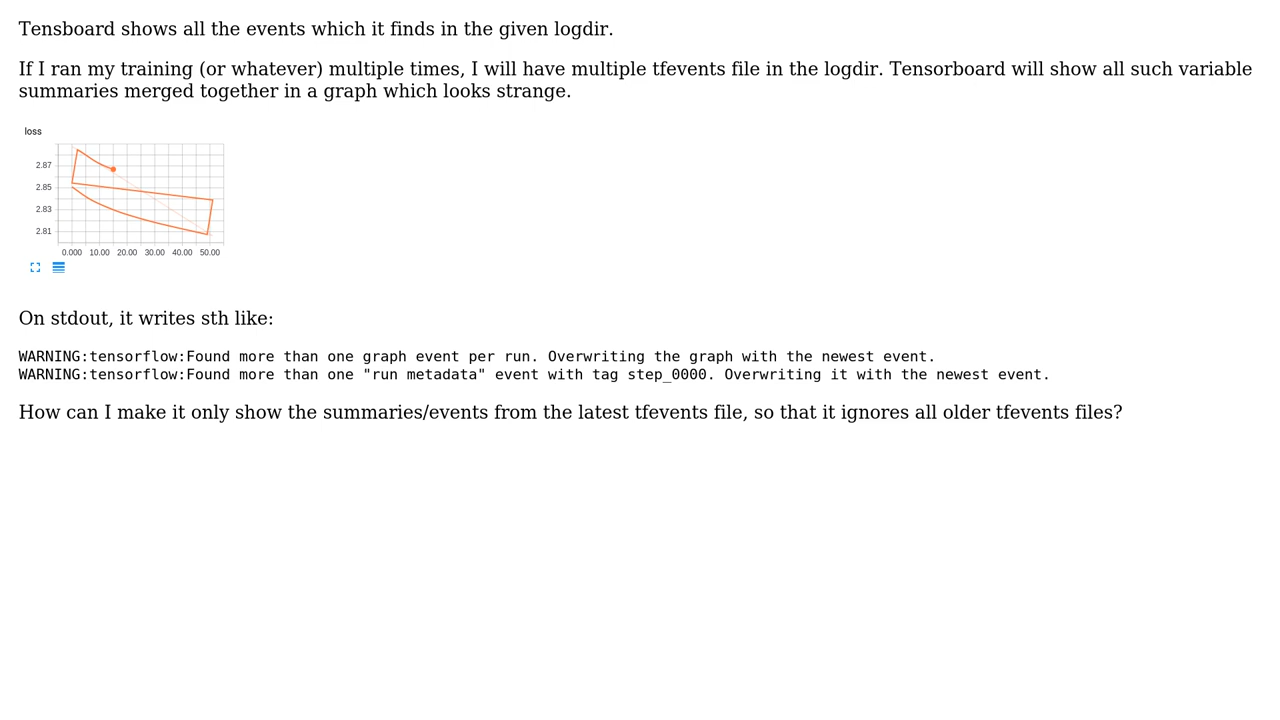 Tensboard shows all the events which it finds in the given logdir.
If I ran my training (or whatever) multiple times, I will have multiple tfevents file in the logdir. Tensorboard will show all such variable
summaries merged together in a graph which looks strange.
loss
2.87
2.85
2.83
2.81
0.000 10.00 20.00 30.00 40.00 50.00
On stdout, it writes sth like:
WARNING:tensorflow:Found more than one graph event per run. Overwriting the graph with the newest event.
WARNING:tensorflow:Found more than one "run metadata" event with tag step_0000. Overwriting it with the newest event.
How can I make it only show the summaries/events from the latest tfevents file, so that it ignores all older tfevents files?